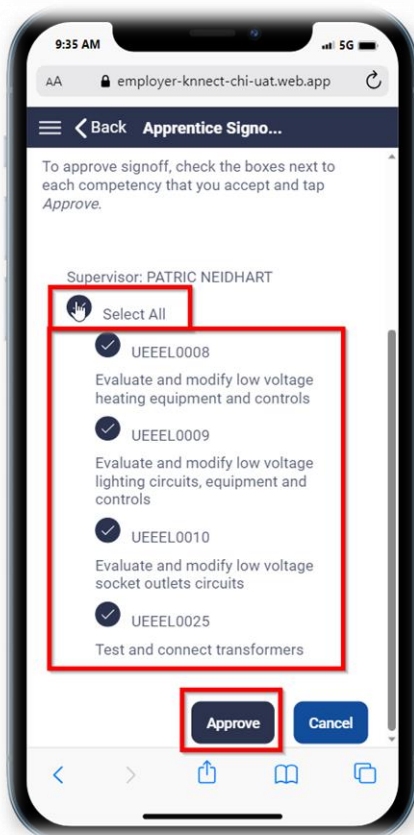 9:35 AM
5G
AA employer-knnect-chi-uat.web.app
Back Apprentice Signo...
To approve signoff, check the boxes next to
each competency that you accept and tap
Approve.
Supervisor: PATRIC NEIDHART
Select All
UEEEL0008
Evaluate and modify low voltage
heating equipment and controls
UEEEL0009
Evaluate and modify low voltage
lighting circuits, equipment and
controls
UEEEL0010
Evaluate and modify low voltage
socket outlets circuits
UEEEL0025
Test and connect transformers
Approve Cancel